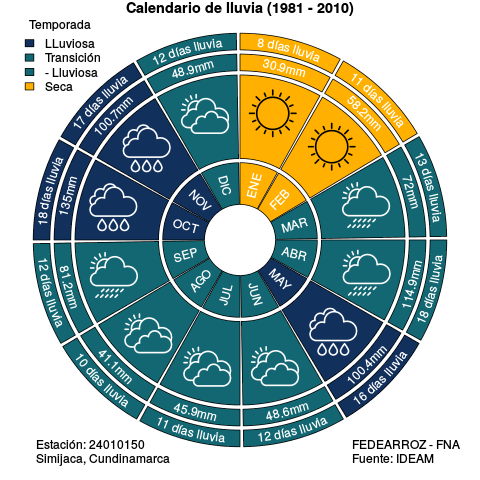 Calendario de lluvia (1981 - 2010)
Temporada
LLuviosa
Transición
- Lluviosa
Seca
8 días lluvia
30.9mm
ENE
11 días lluvia
58.2mm
FEB
13 días lluvia
72mm
MAR
18 días lluvia
114.9mm
ABR
16 días lluvia
100.4mm
MAY
12 días lluvia
48.6mm
JUN
11 días lluvia
45.9mm
JUL
10 días lluvia
41.1mm
AGO
12 días lluvia
81.2mm
SEP
18 días lluvia
135mm
OCT
17 días lluvia
100.7mm
NOV
12 días lluvia
48.9mm
DIC
Estación: 24010150
Simijaca, Cundinamarca
FEDEARROZ - FNA
Fuente: IDEAM